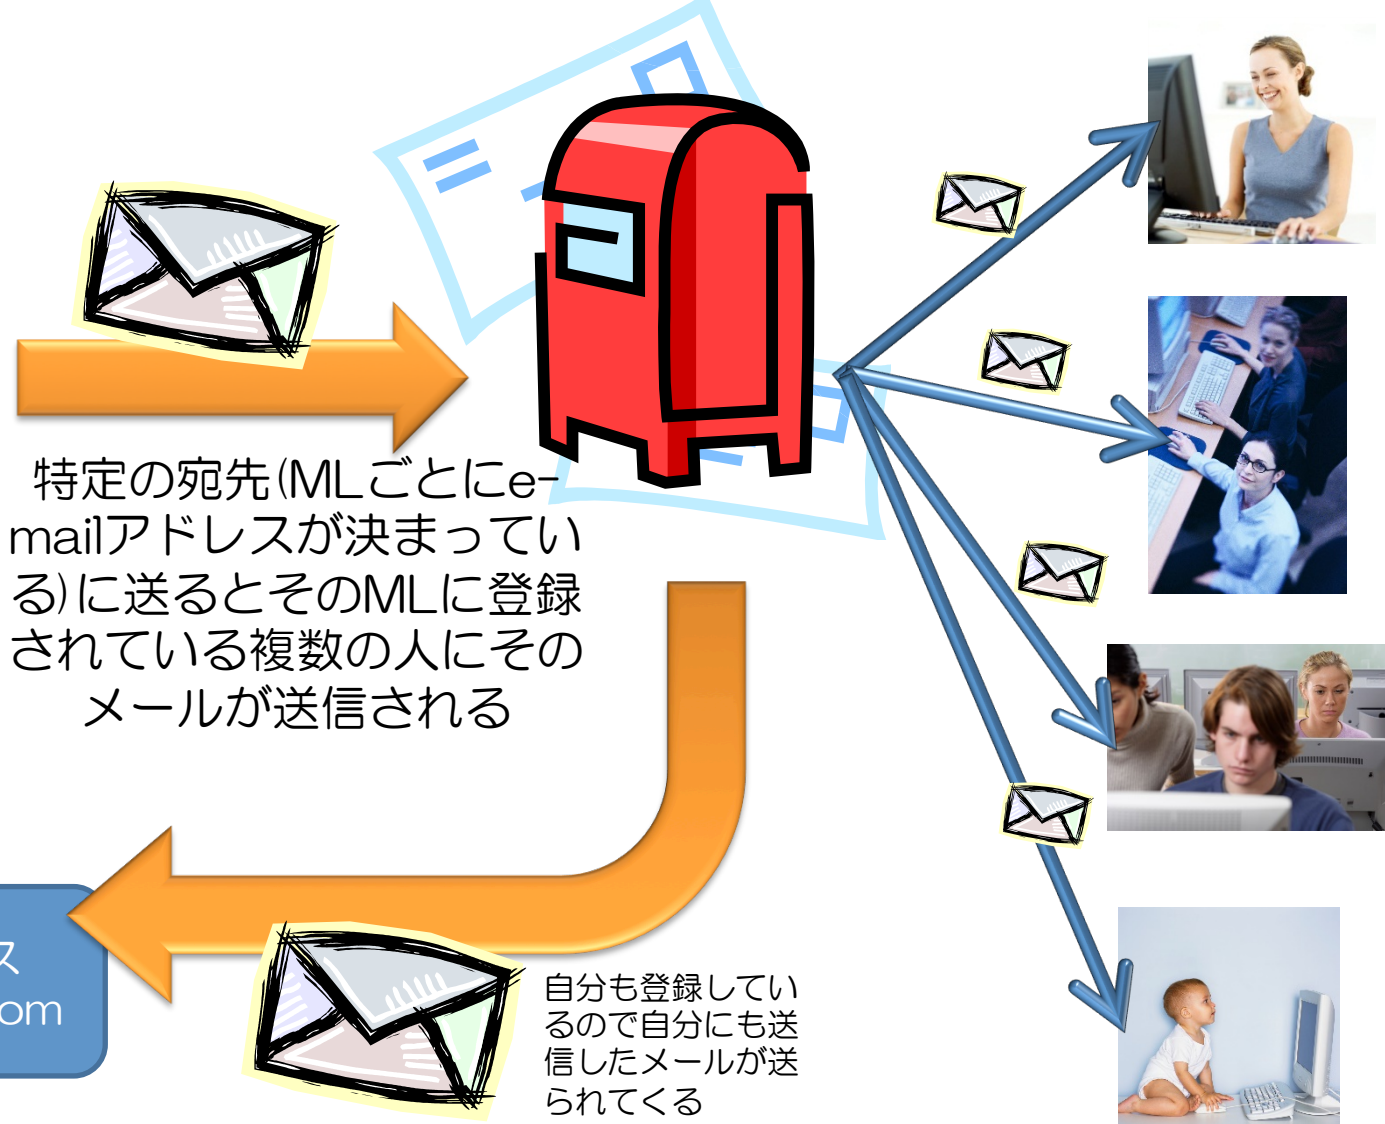 特定の宛先(MLごとにe-
mailアドレスが決まってい
る)に送るとそのMLに登録
されている複数の人にその
メールが送信される
ス
om
自分も登録してい
るので自分にも送
信したメールが送
られてくる